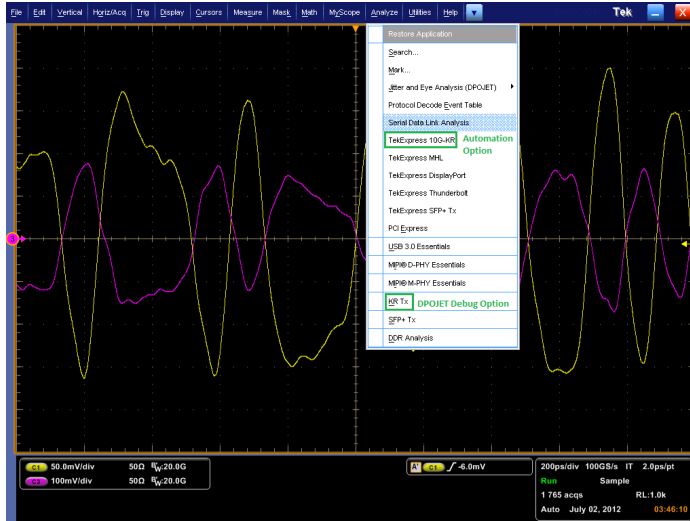 File Edit Vertical Horiz/Acq Trig Display Cursors Measure Mask Math MyScope Analyze Utilities Help Tek
Restore Application
Search...
Mark...
Jitter and Eye Analysis (DPOJET)
Protocol Decode Event Table
Serial Data Link Analysis
TekExpress 10G-KR Automation Option
TekExpress MHL
TekExpress DisplayPort
TekExpress Thunderbolt
TekExpress SFP+ Tx
PCI Express
USB 3.0 Essentials
MIPI® D-PHY Essentials
MIPI® M-PHY Essentials
KR Tx DPOJET Debug Option
SFP+ Tx
DDR Analysis
C1 50.0mV/div 50Ω BW:20.0G
C3 100mV/div 50Ω BW:20.0G
A' C1 -6.0mV
200ps/div 100GS/s IT 2.0ps/pt
Run Sample
1 765 acqs RL:1.0k
Auto July 02, 2012 03:46:10